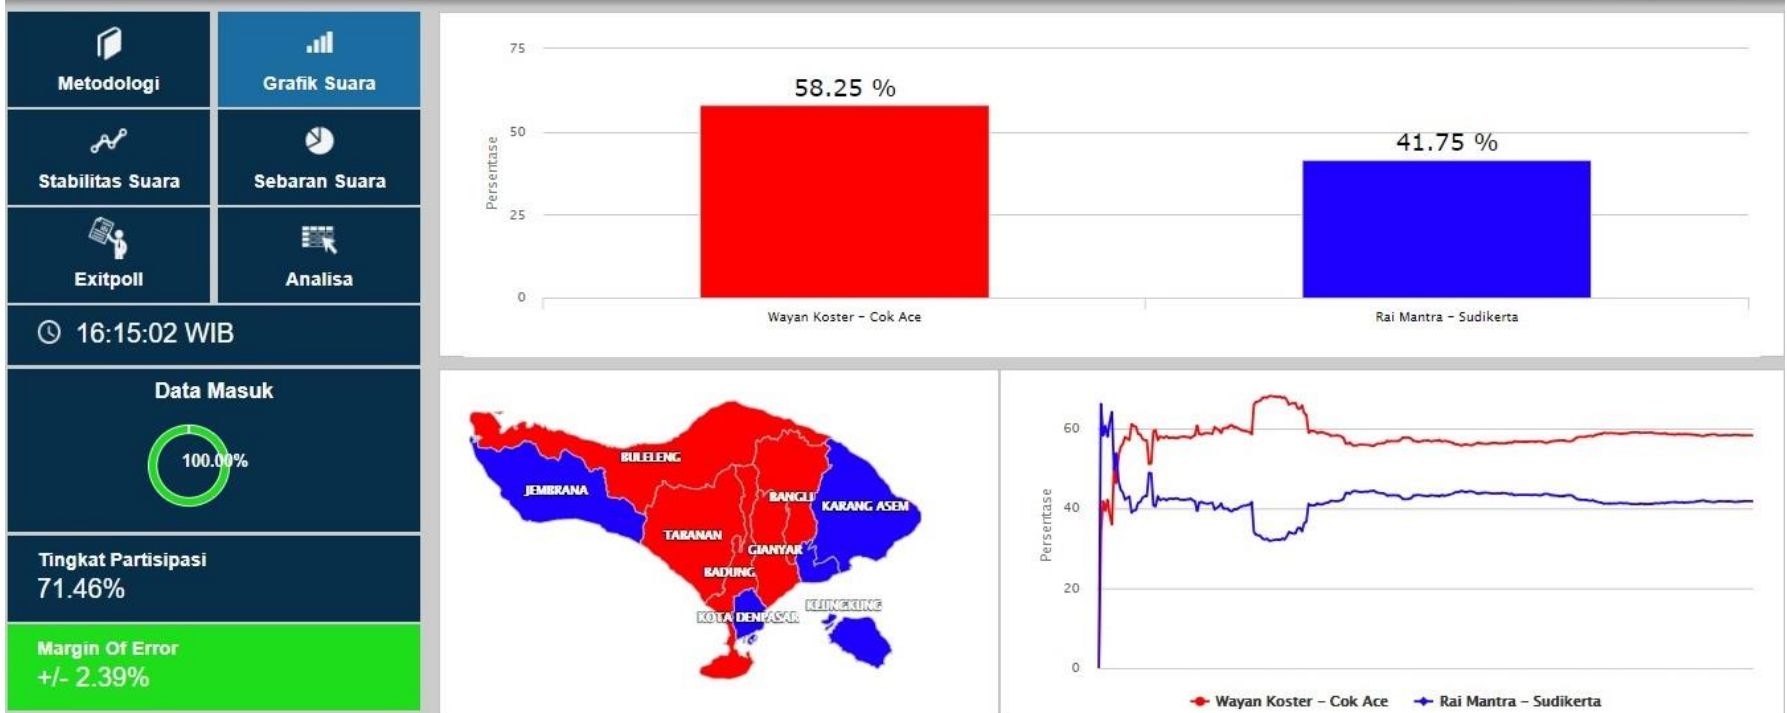 Metodologi
Grafik Suara
Stabilitas Suara
Sebaran Suara
Exitpoll
Analisa
16:15:02 WIB
Data Masuk
100.00%
Tingkat Partisipasi
71.46%
Margin Of Error
+/- 2.39%
75
50
25
0
Persentase
58.25 %
41.75 %
Wayan Koster - Cok Ace
Rai Mantra - Sudikerta
BULELENG
JEMBRANA
BANGLI
KARANG ASEM
TABANAN
GIANYAR
BADUNG
KLUNGKUNG
KOTA DENPASAR
60
40
20
0
Persentase
Wayan Koster - Cok Ace
Rai Mantra - Sudikerta